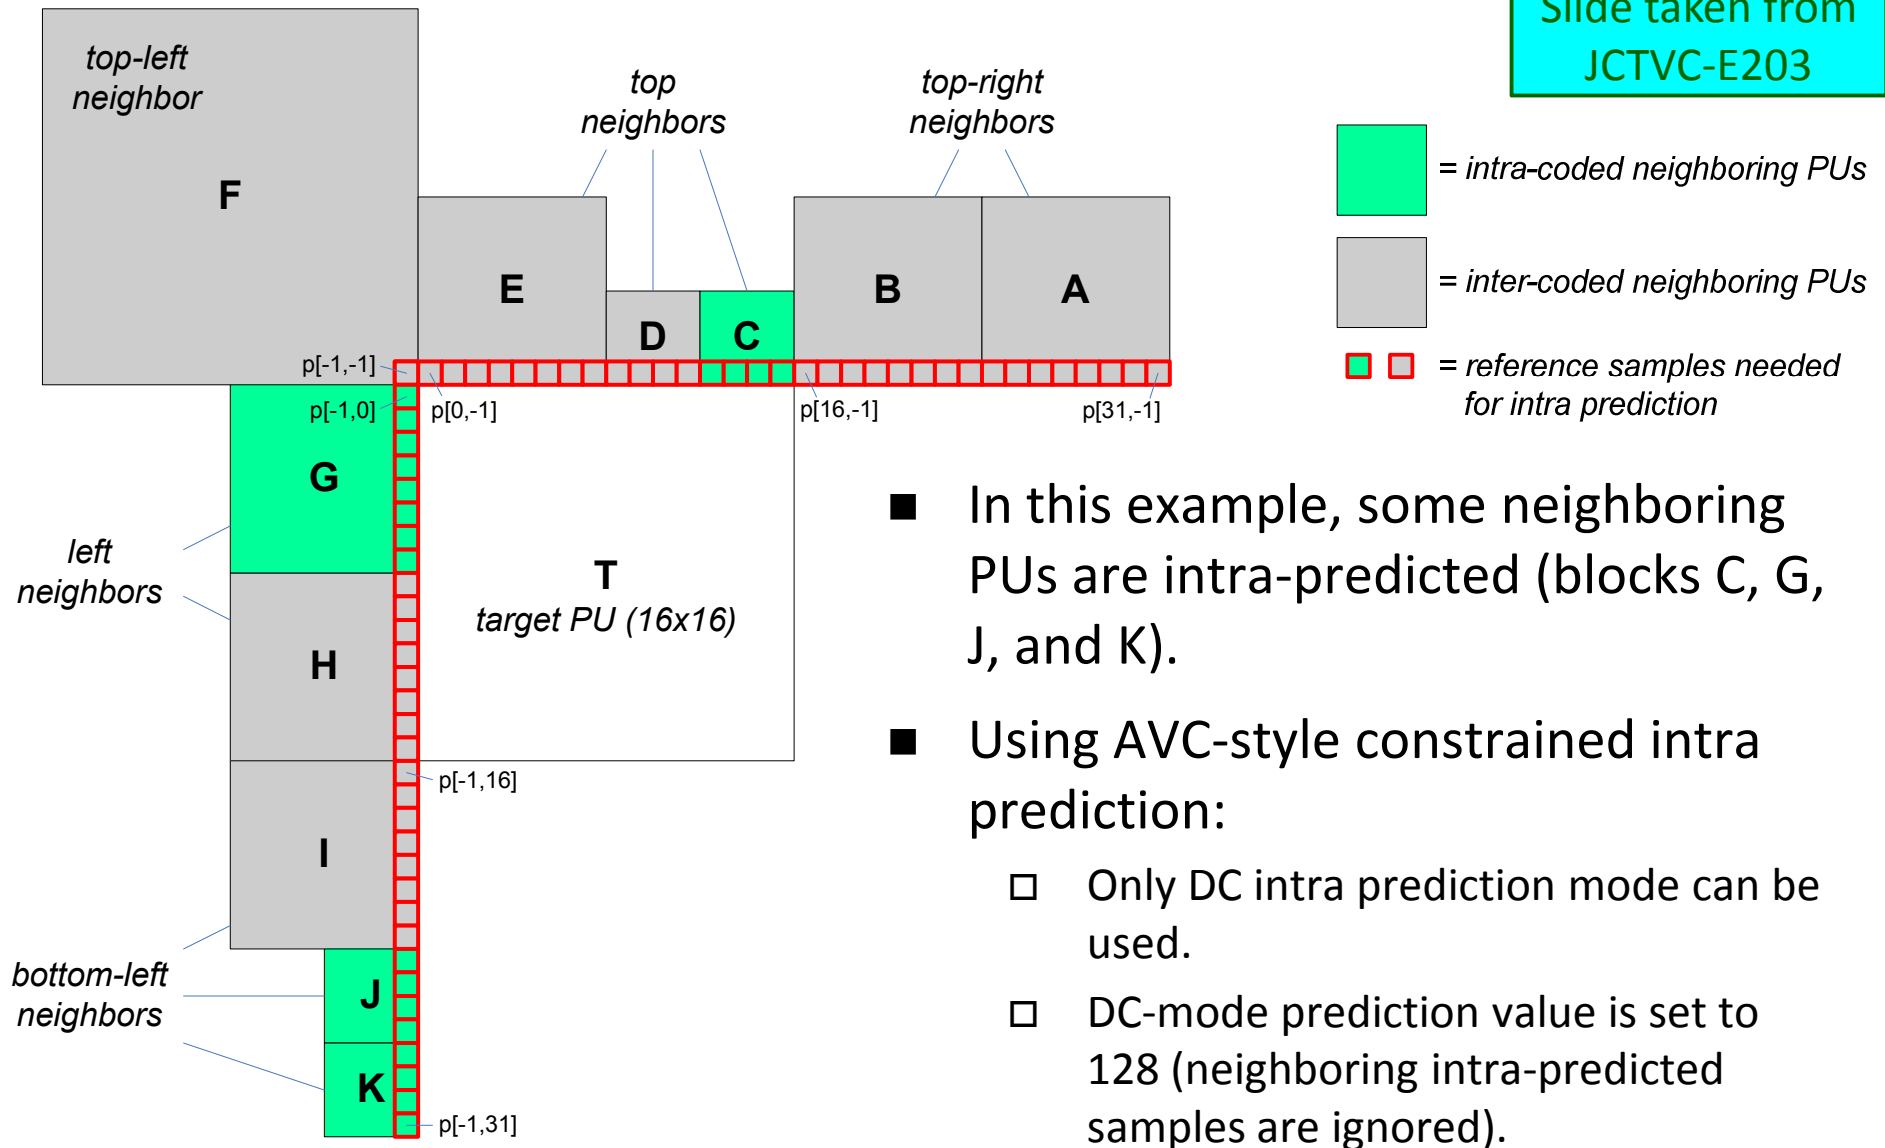 Slide taken from
JCTVC-E203
top-left
neighbor
F
top
neighbors
top-right
neighbors
E
D
C
B
A
= intra-coded neighboring PUs
= inter-coded neighboring PUs
= reference samples needed
for intra prediction
p[-1,-1]
p[-1,0]
p[0,-1]
p[16,-1]
p[31,-1]
G
left
neighbors
H
T
target PU (16x16)
p[-1,16]
I
bottom-left
neighbors
J
K
p[-1,31]
■ In this example, some neighboring
PUs are intra-predicted (blocks C, G,
J, and K).
■ Using AVC-style constrained intra
prediction:
□ Only DC intra prediction mode can be
used.
□ DC-mode prediction value is set to
128 (neighboring intra-predicted
samples are ignored).